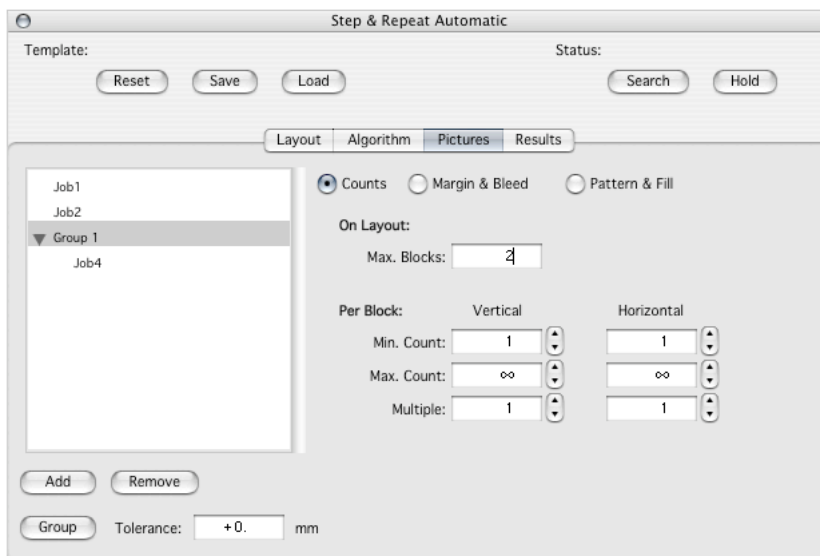 Step & Repeat Automatic
Template: Status:
Reset Save Load Search Hold
Layout Algorithm Pictures Results
Job1
Job2
Group 1
Job4
Counts Margin & Bleed Pattern & Fill
On Layout:
Max. Blocks: 2
Per Block: Vertical Horizontal
Min. Count: 1 1
Max. Count: ∞ ∞
Multiple: 1 1
Add Remove
Group Tolerance: +0. mm